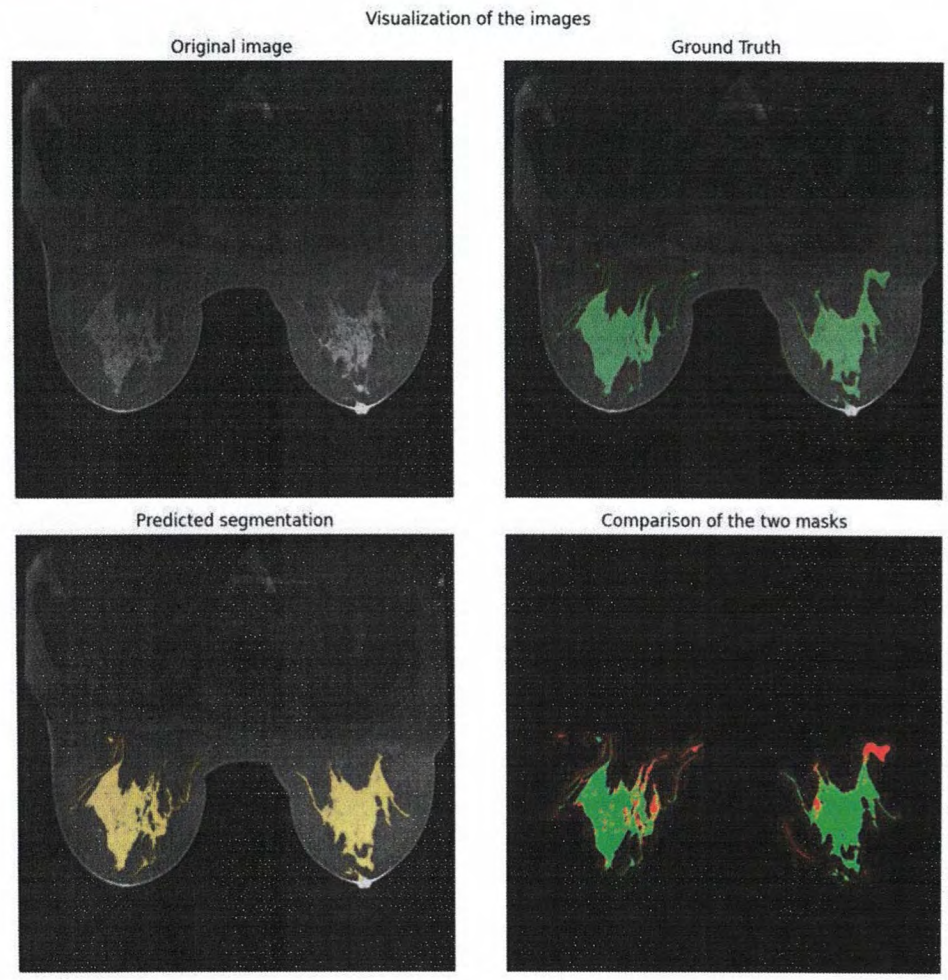 Visualization of the images
Original image
Ground Truth
Predicted segmentation
Comparison of the two masks